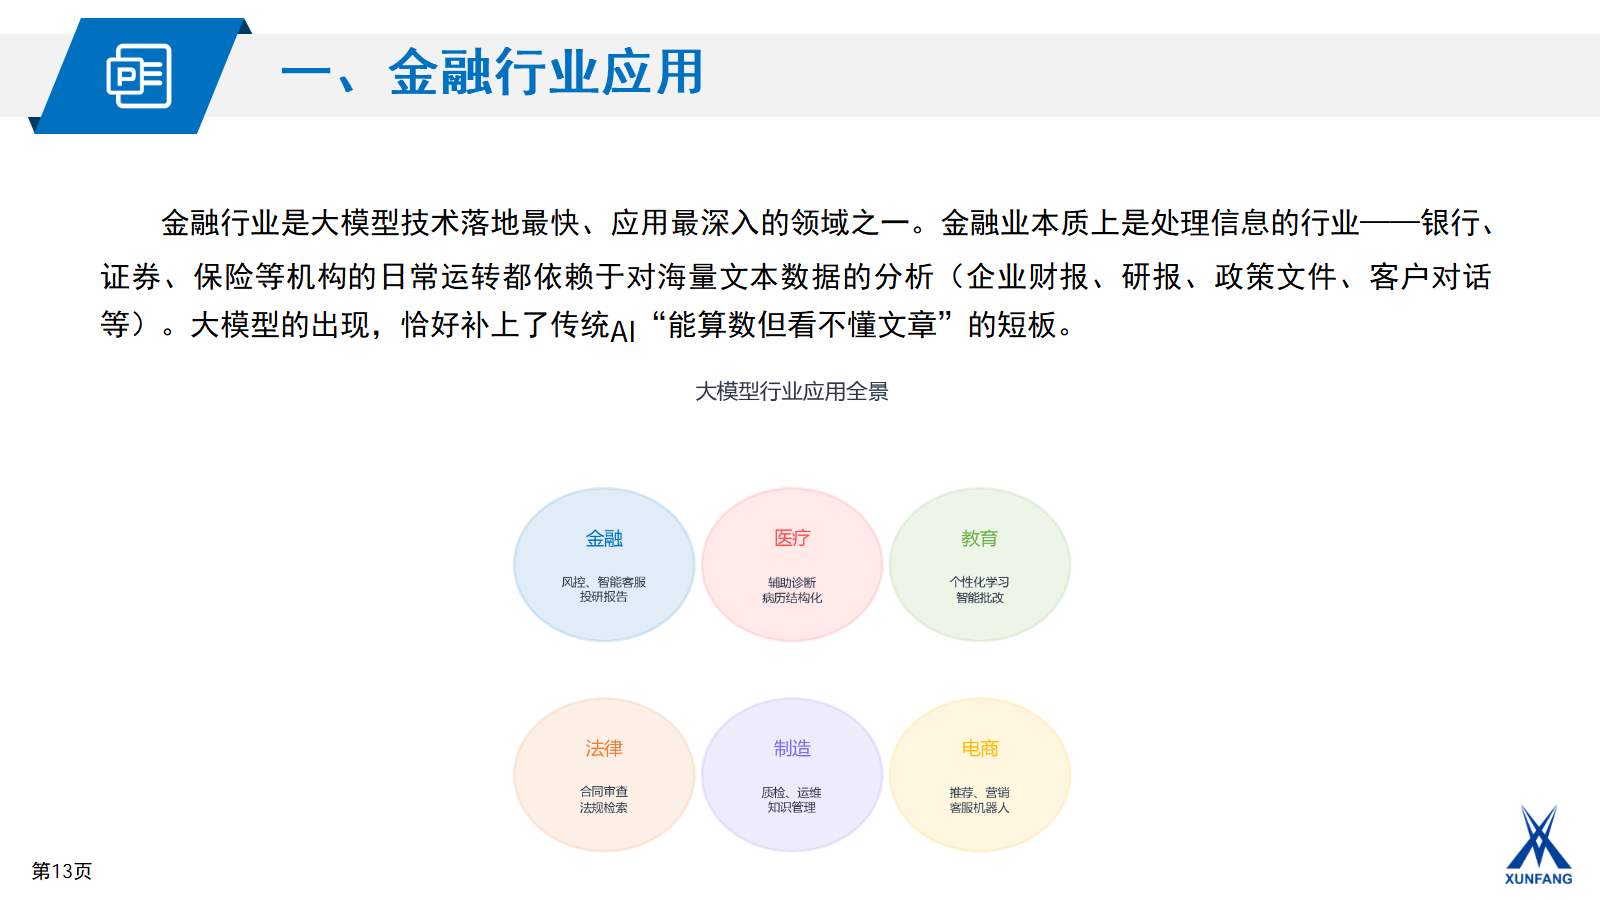 一、金融行业应用
金融行业是大模型技术落地最快、应用最深入的领域之一。金融业本质上是处理信息的行业——银行、
证券、保险等机构的日常运转都依赖于对海量文本数据的分析（企业财报、研报、政策文件、客户对话
等）。大模型的出现，恰好补上了传统AI“能算数但看不懂文章”的短板。
大模型行业应用全景
金融
风控、智能客服
投研报告
医疗
辅助诊断
病历结构化
教育
个性化学习
智能批改
法律
合同审查
法规检索
制造
质检、运维
知识管理
电商
推荐、营销
客服机器人
第13页
XUNFANG